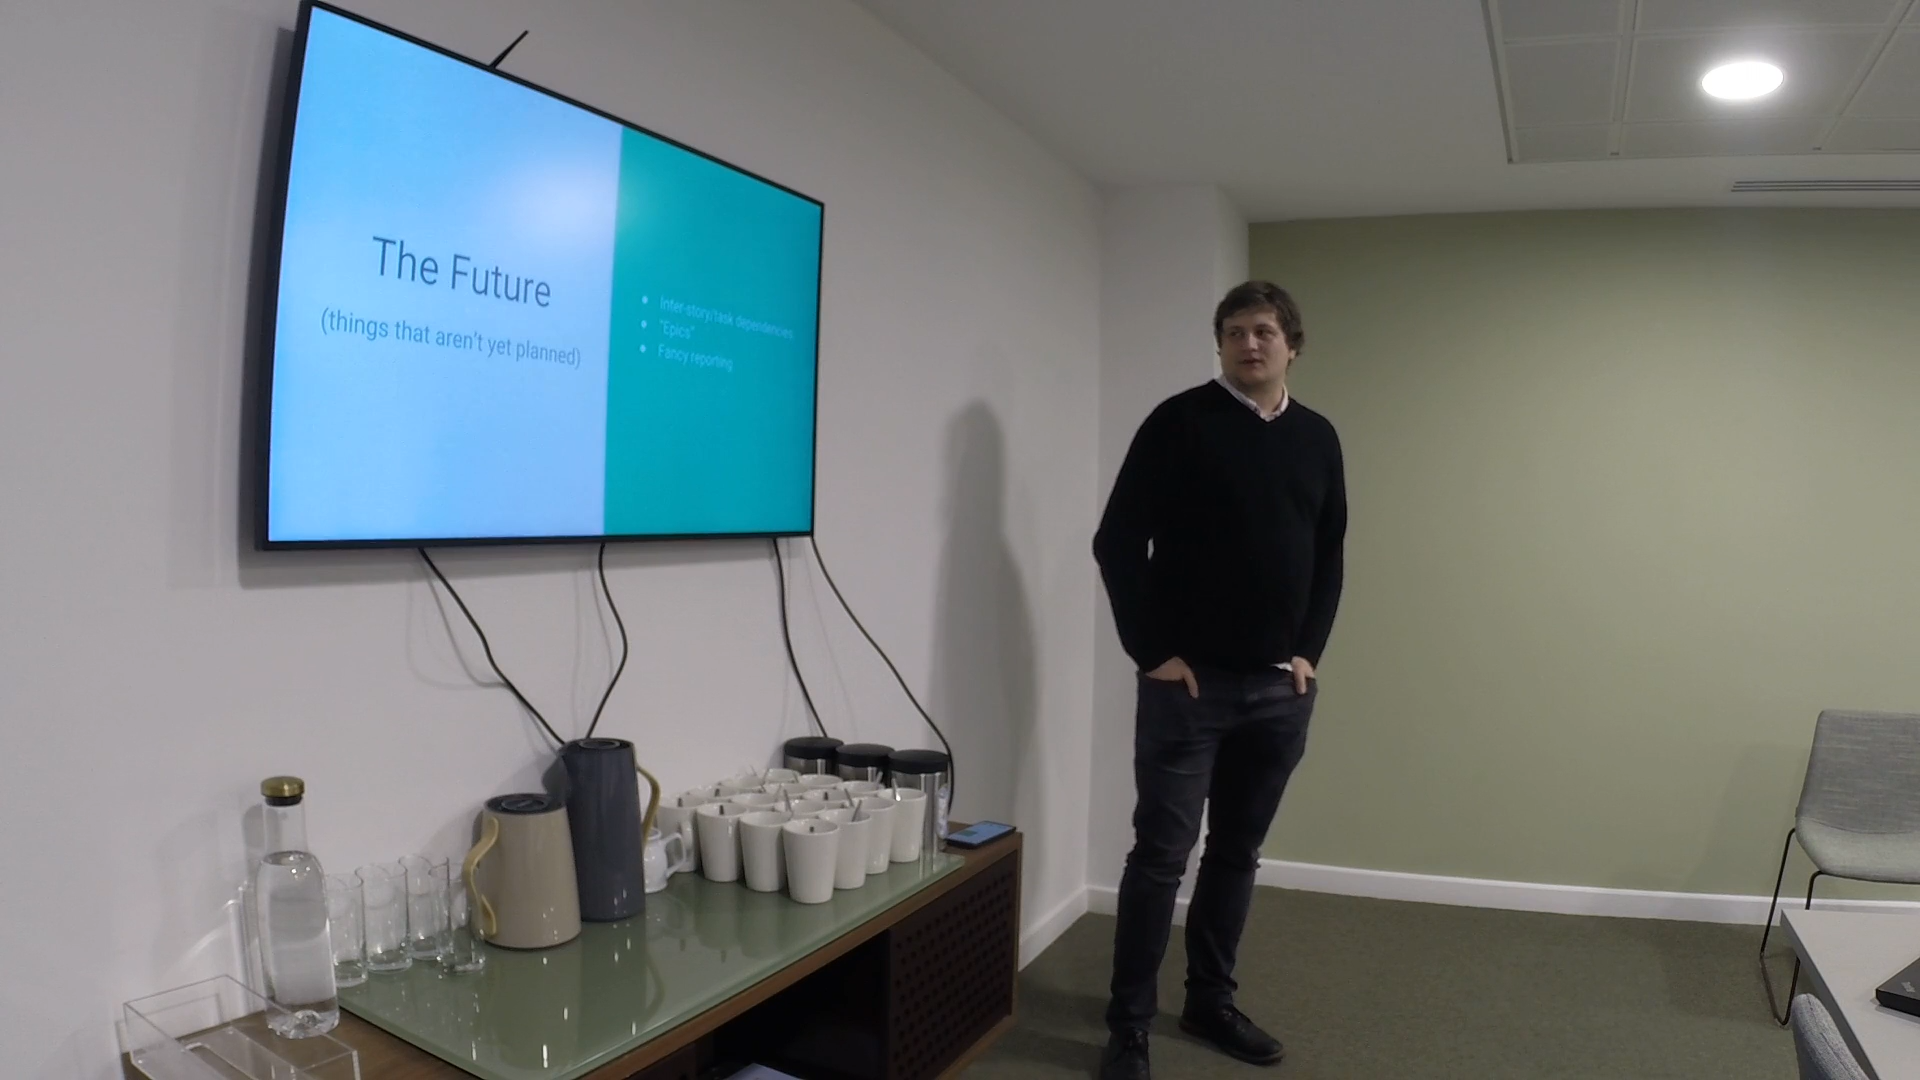 The Future
(things that aren't yet planned)
Inter-story/task dependencies
"Epics"
Fancy reporting